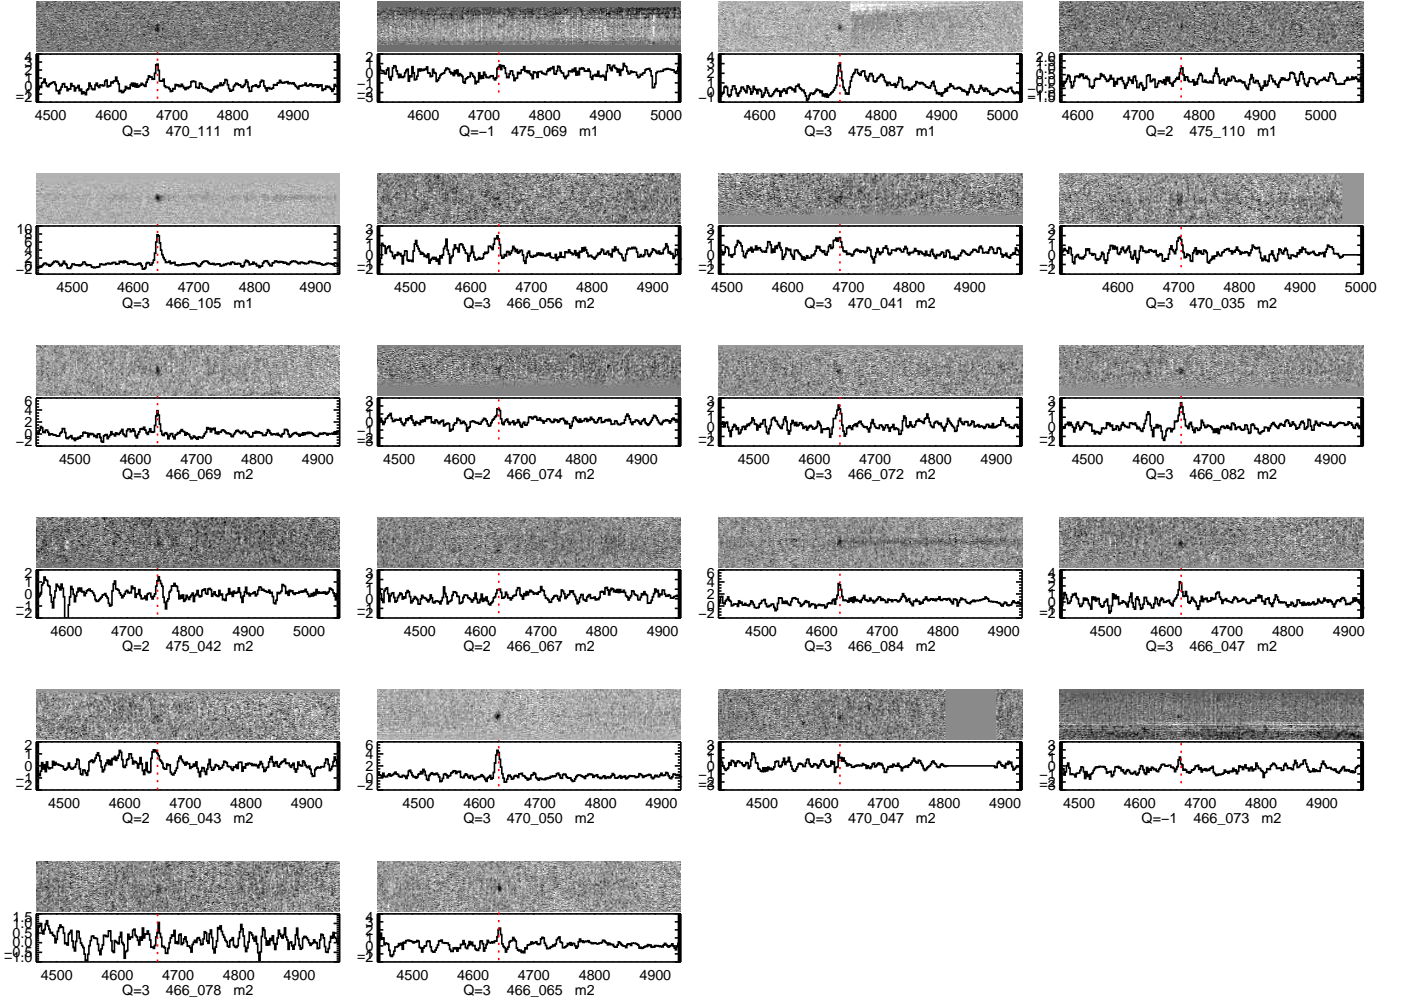 4500 4600 4700 4800 4900
Q=3 470_111 m1
4600 4700 4800 4900 5000
Q=−1 475_069 m1
4600 4700 4800 4900 5000
Q=3 475_087 m1
4600 4700 4800 4900 5000
Q=2 475_110 m1
4500 4600 4700 4800 4900
Q=3 466_105 m1
4500 4600 4700 4800 4900
Q=3 466_056 m2
4500 4600 4700 4800 4900
Q=3 470_041 m2
4600 4700 4800 4900 5000
Q=3 470_035 m2
4500 4600 4700 4800 4900
Q=3 466_069 m2
4500 4600 4700 4800 4900
Q=2 466_074 m2
4500 4600 4700 4800 4900
Q=3 466_072 m2
4500 4600 4700 4800 4900
Q=3 466_082 m2
4600 4700 4800 4900 5000
Q=2 475_042 m2
4500 4600 4700 4800 4900
Q=2 466_067 m2
4500 4600 4700 4800 4900
Q=3 466_084 m2
4500 4600 4700 4800 4900
Q=3 466_047 m2
4500 4600 4700 4800 4900
Q=2 466_043 m2
4500 4600 4700 4800 4900
Q=3 470_050 m2
4500 4600 4700 4800 4900
Q=3 470_047 m2
4500 4600 4700 4800 4900
Q=−1 466_073 m2
4500 4600 4700 4800 4900
Q=3 466_078 m2
4500 4600 4700 4800 4900
Q=3 466_065 m2